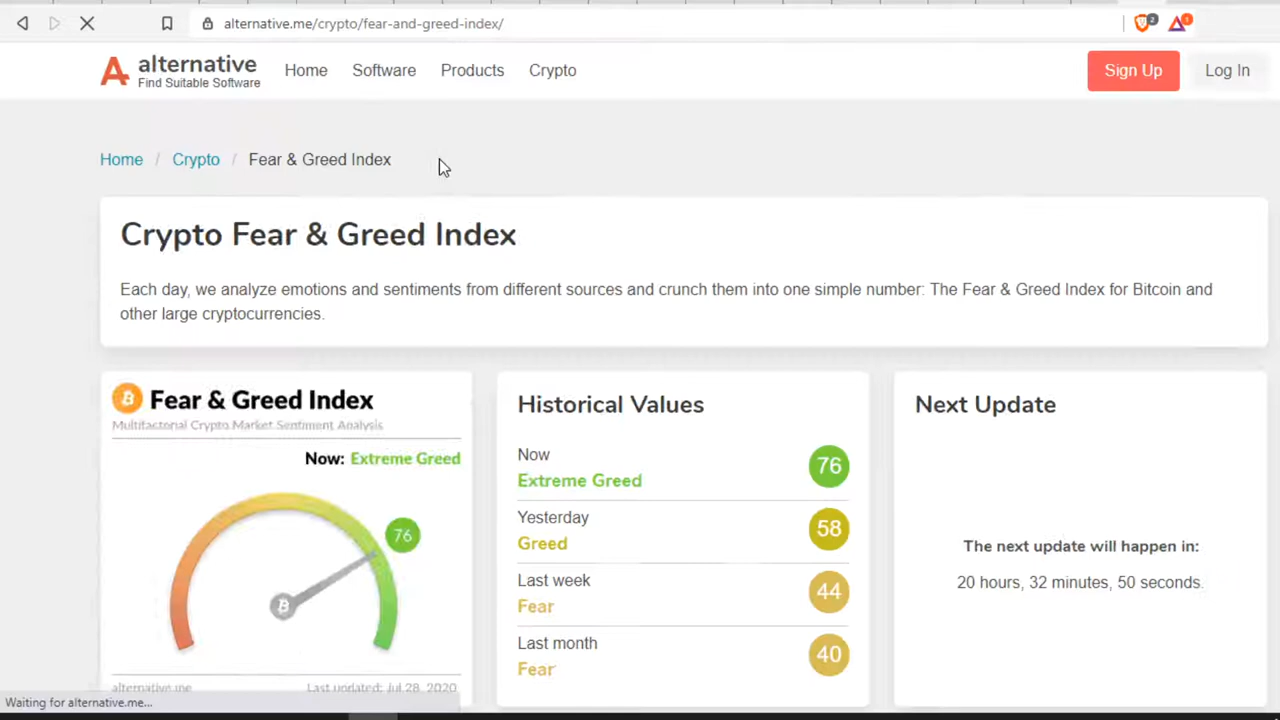 alternative.me/crypto/fear-and-greed-index/
2
1
alternative
Find Suitable Software
Home
Software
Products
Crypto
Sign Up
Log In
Home / Crypto / Fear & Greed Index
Crypto Fear & Greed Index
Each day, we analyze emotions and sentiments from different sources and crunch them into one simple number: The Fear & Greed Index for Bitcoin and
other large cryptocurrencies.
Fear & Greed Index
Multifactorial Crypto Market Sentiment Analysis
Now: Extreme Greed
76
alternative.me
Last updated: Jul 28, 2020
Historical Values
Now
Extreme Greed
76
Yesterday
Greed
58
Last week
Fear
44
Last month
Fear
40
Next Update
The next update will happen in:
20 hours, 32 minutes, 50 seconds.
Waiting for alternative.me...